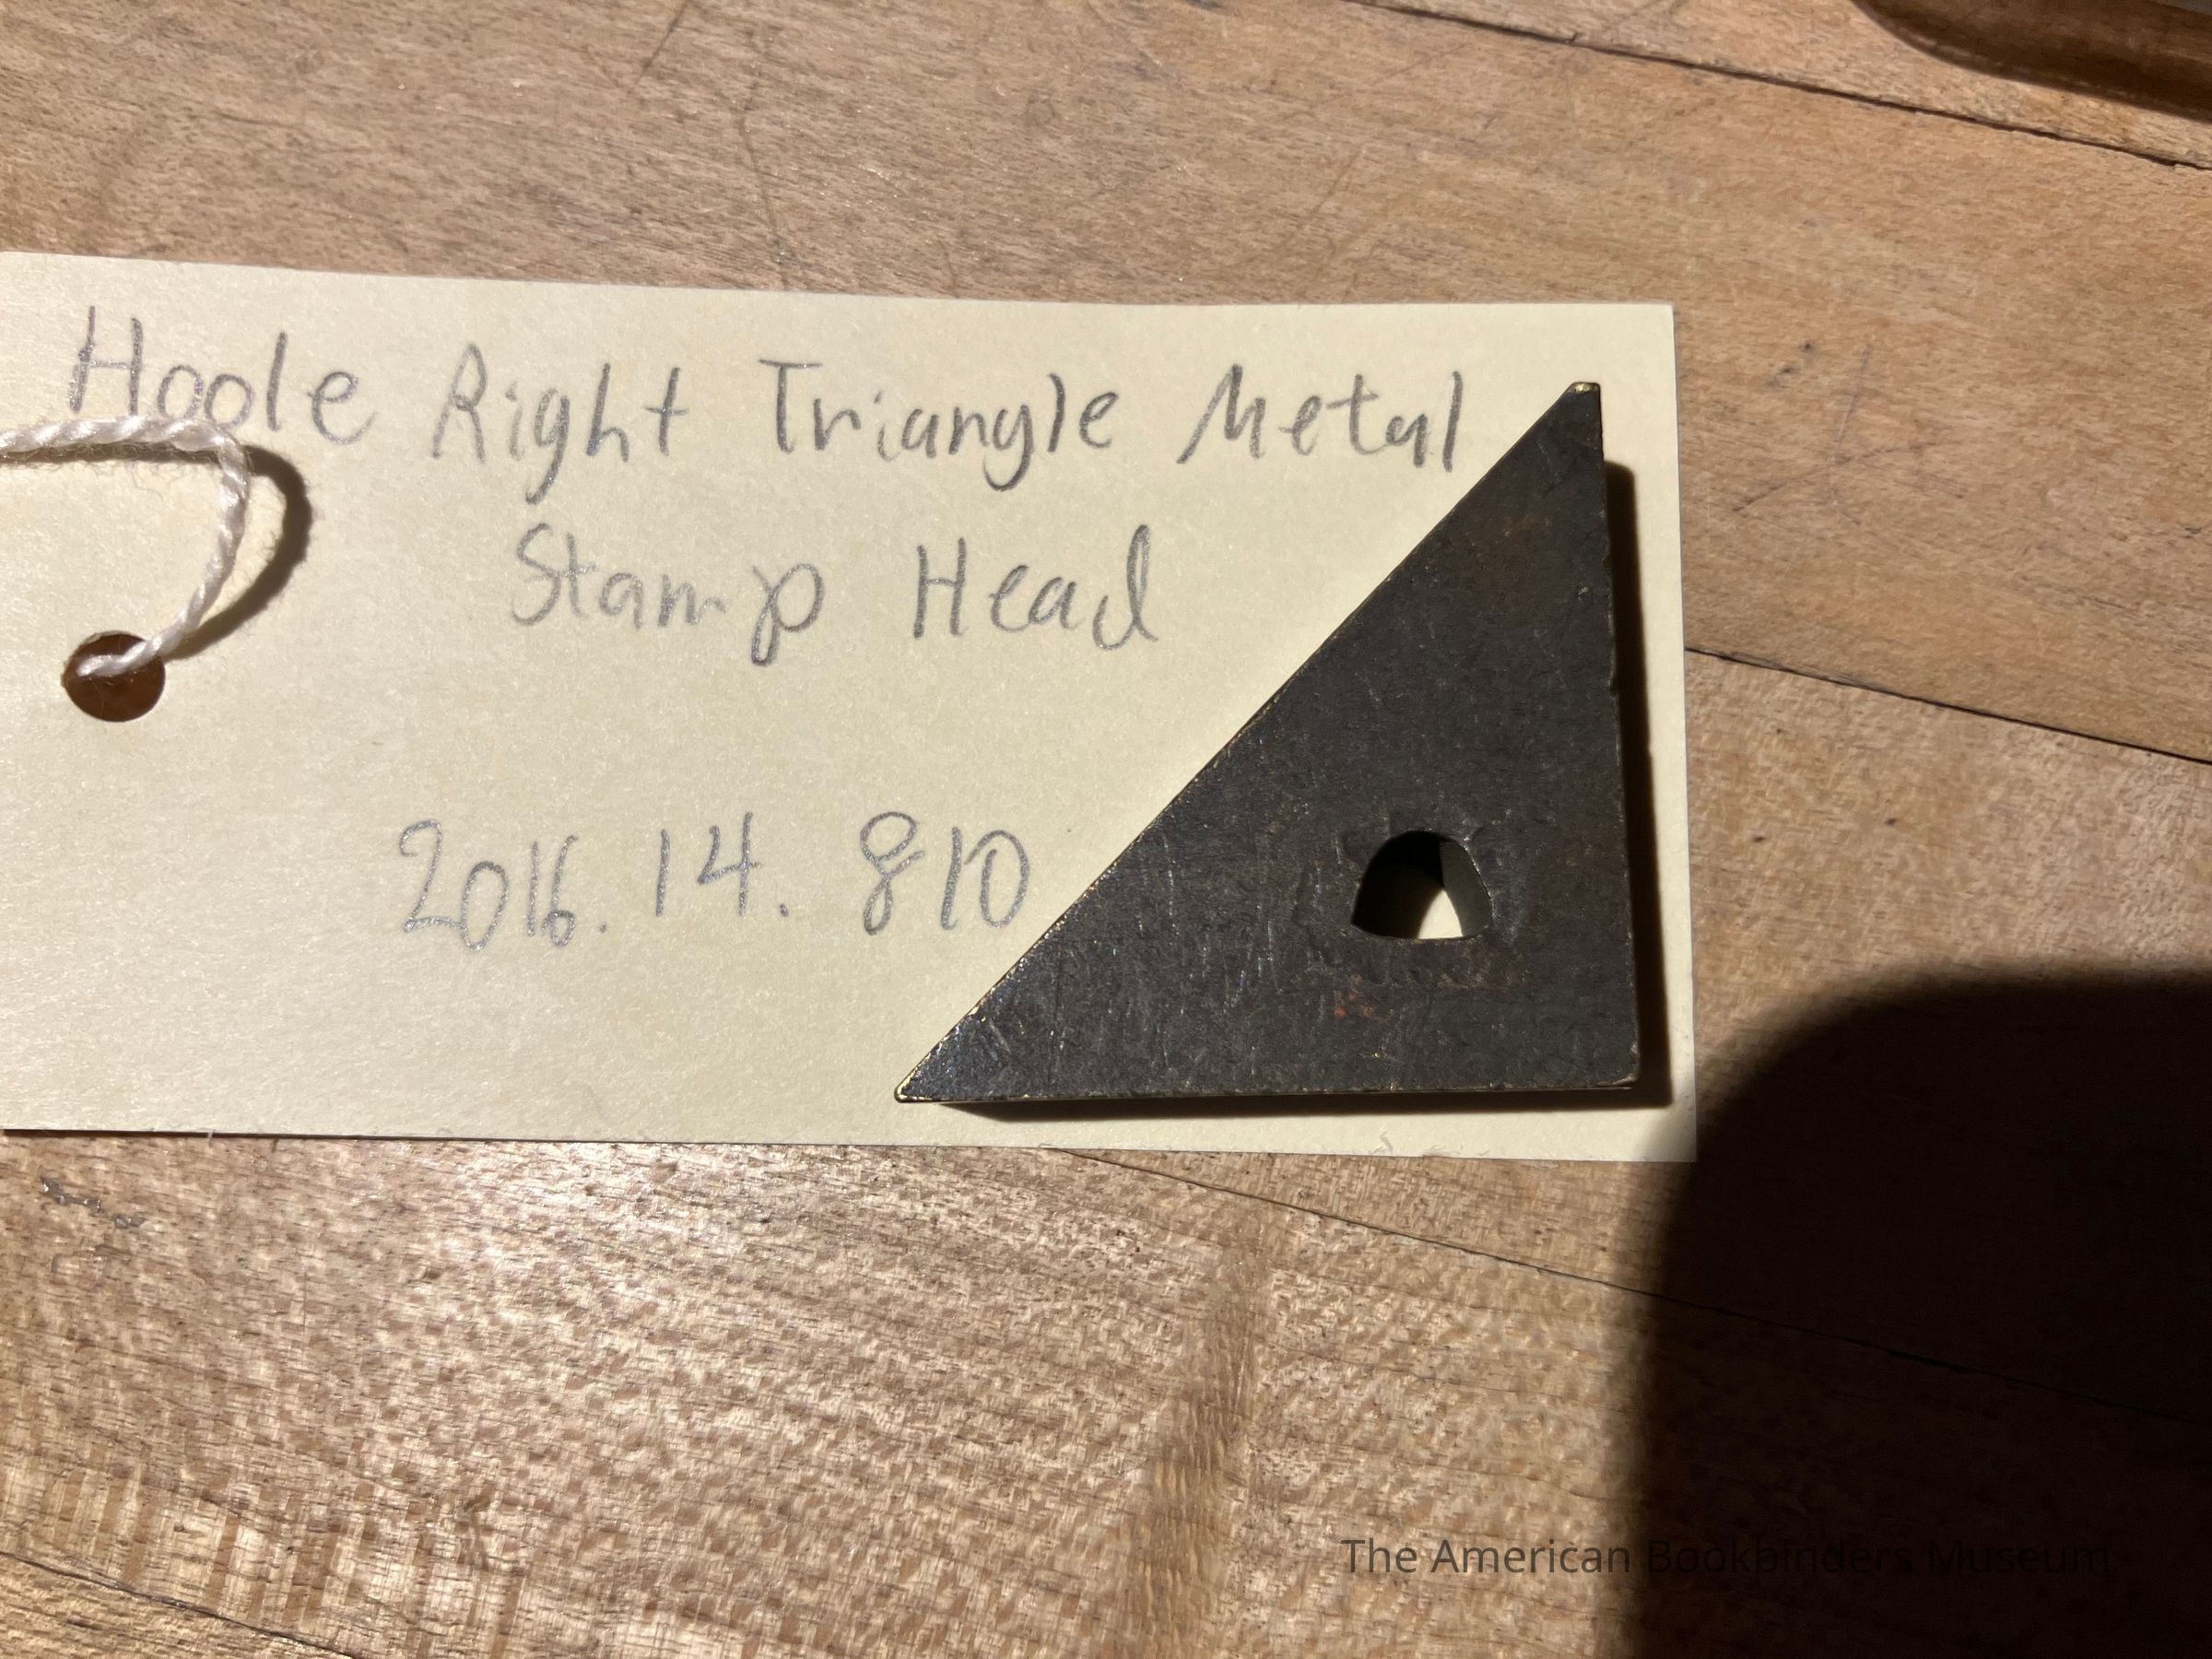 Hoole Right Triangle Metal
Stamp Head
2016.14.810
The American Bookbinders Museum